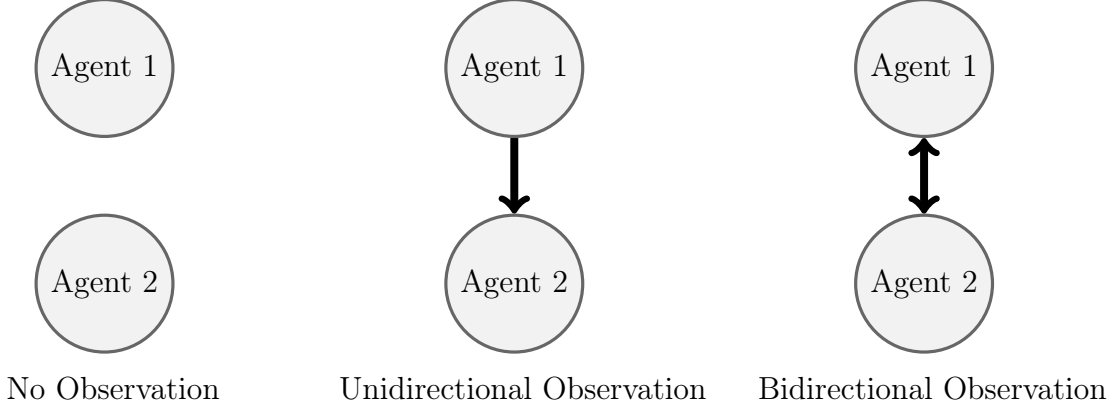 Agent 1
Agent 1
Agent 1
Agent 2
Agent 2
Agent 2
No Observation
Unidirectional Observation
Bidirectional Observation